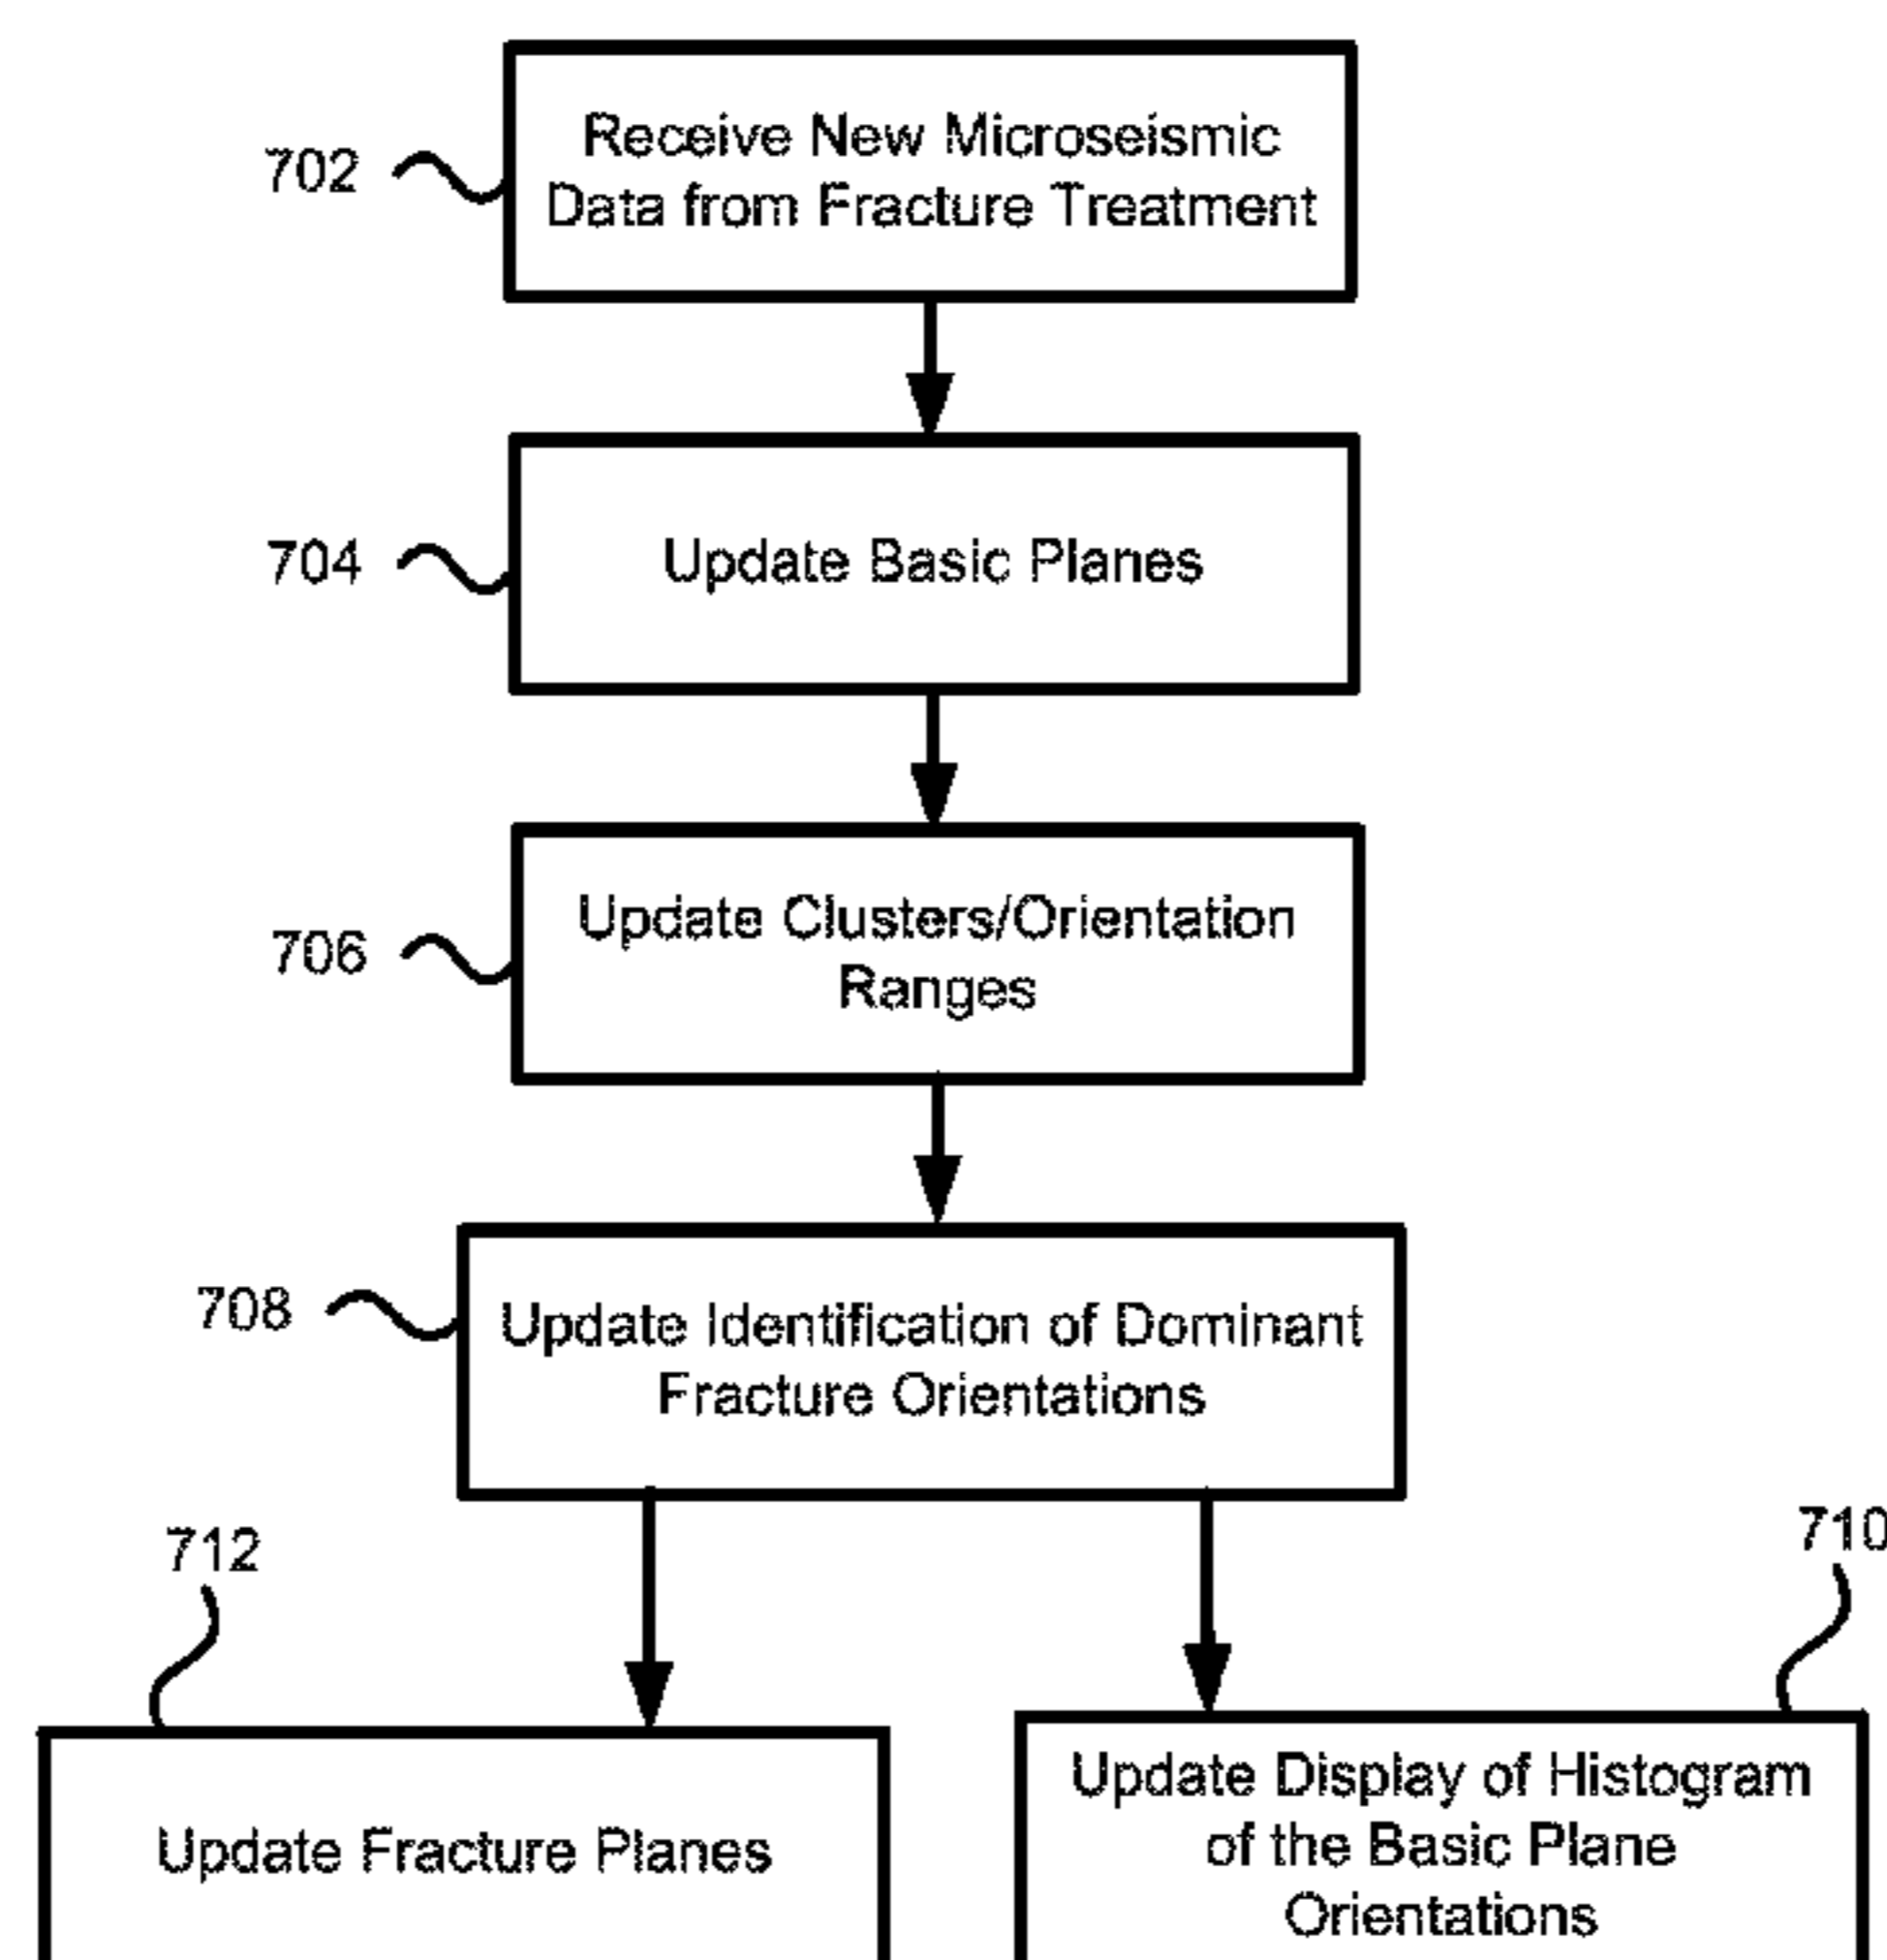 702
Receive New Microseismic
Data from Fracture Treatment
704
Update Basic Planes
706
Update Clusters/Orientation
Ranges
708
Update Identification of Dominant
Fracture Orientations
712
Update Fracture Planes
710
Update Display of Histogram
of the Basic Plane
Orientations